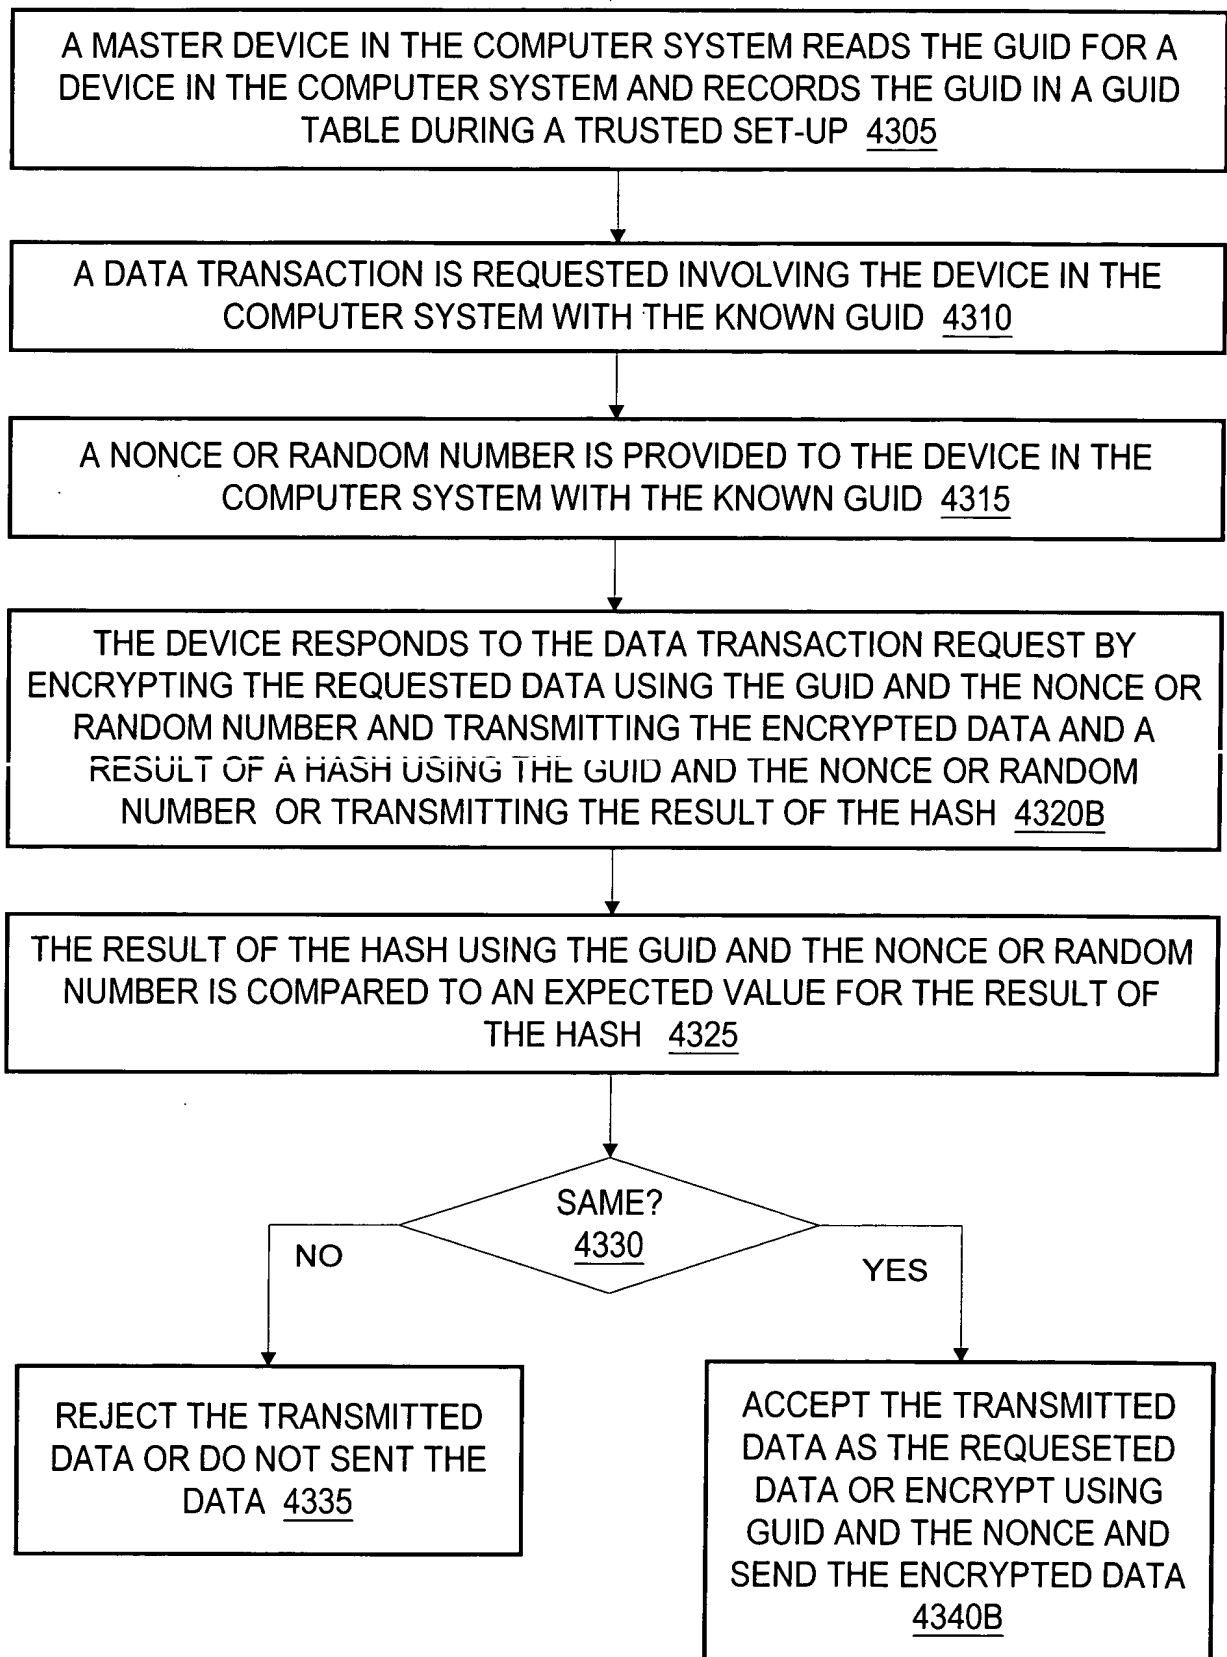 A MASTER DEVICE IN THE COMPUTER SYSTEM READS THE GUID FOR A
DEVICE IN THE COMPUTER SYSTEM AND RECORDS THE GUID IN A GUID
TABLE DURING A TRUSTED SET-UP 4305
A DATA TRANSACTION IS REQUESTED INVOLVING THE DEVICE IN THE
COMPUTER SYSTEM WITH THE KNOWN GUID 4310
A NONCE OR RANDOM NUMBER IS PROVIDED TO THE DEVICE IN THE
COMPUTER SYSTEM WITH THE KNOWN GUID 4315
THE DEVICE RESPONDS TO THE DATA TRANSACTION REQUEST BY
ENCRYPTING THE REQUESTED DATA USING THE GUID AND THE NONCE OR
RANDOM NUMBER AND TRANSMITTING THE ENCRYPTED DATA AND A
RESULT OF A HASH USING THE GUID AND THE NONCE OR RANDOM
NUMBER OR TRANSMITTING THE RESULT OF THE HASH 4320B
THE RESULT OF THE HASH USING THE GUID AND THE NONCE OR RANDOM
NUMBER IS COMPARED TO AN EXPECTED VALUE FOR THE RESULT OF
THE HASH 4325
SAME?
4330
NO
YES
REJECT THE TRANSMITTED
DATA OR DO NOT SENT THE
DATA 4335
ACCEPT THE TRANSMITTED
DATA AS THE REQUESETED
DATA OR ENCRYPT USING
GUID AND THE NONCE AND
SEND THE ENCRYPTED DATA
4340B